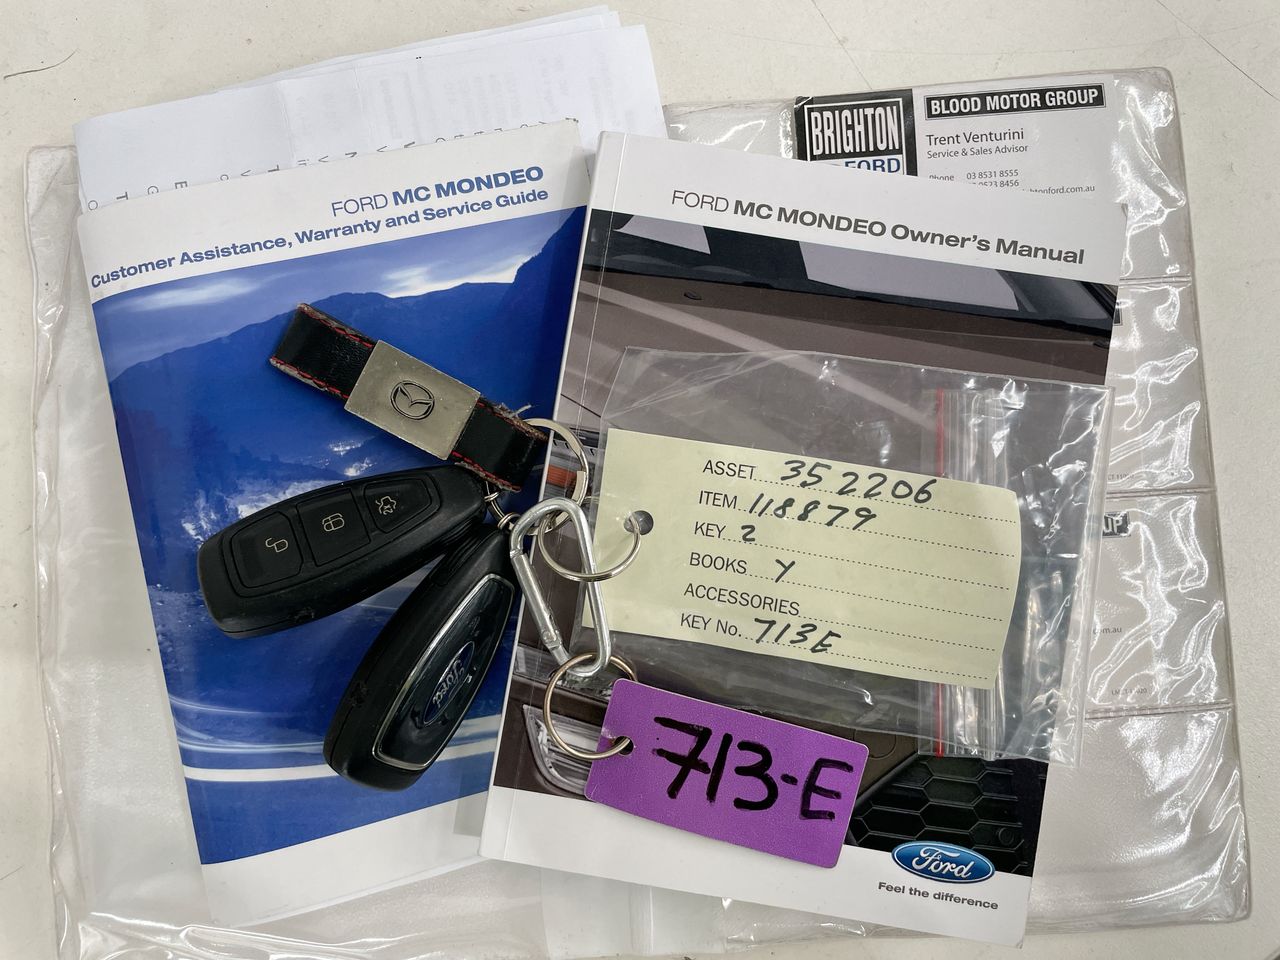 BRIGHTON
FORD
BLOOD MOTOR GROUP
Trent Venturini
Service & Sales Advisor
Phone 03 8531 8555
FORD MC MONDEO
Customer Assistance, Warranty and Service Guide
FORD MC MONDEO Owner's Manual
ASSET 352206
ITEM 118879
KEY 2
BOOKS Y
ACCESSORIES
KEY No. 713E
Ford
713-E
Ford
Feel the difference